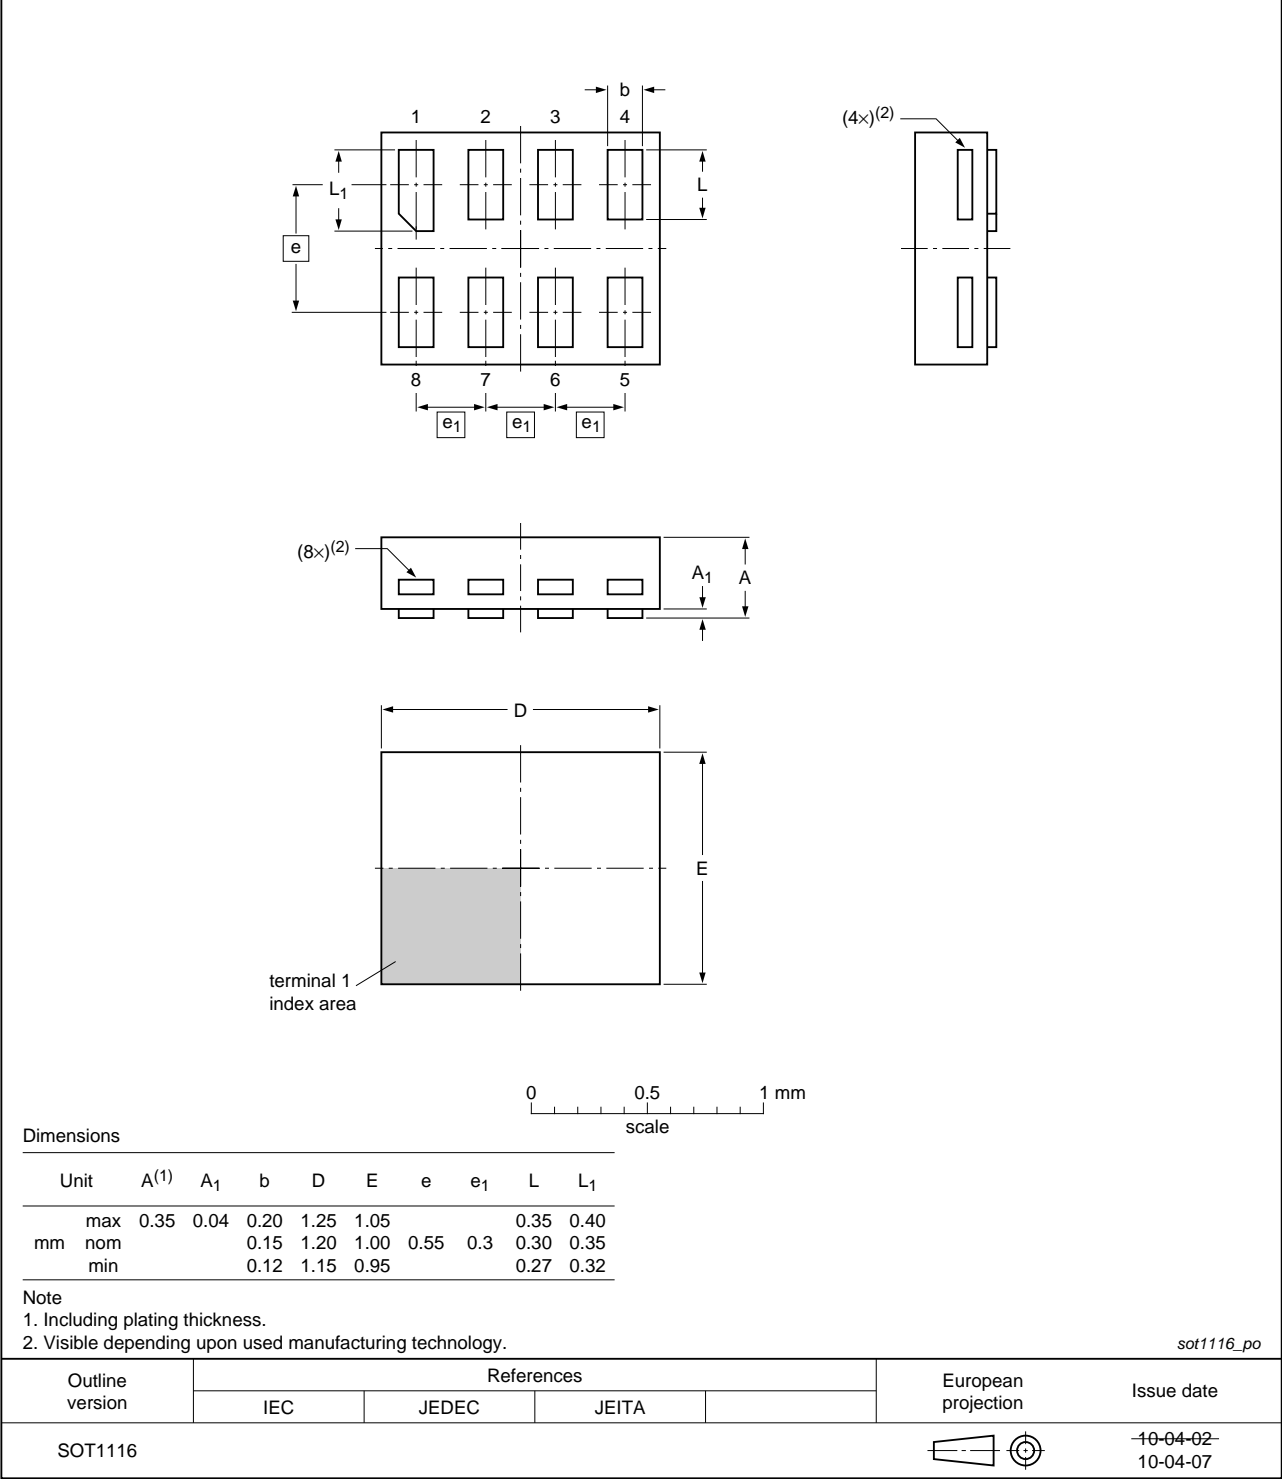 b
1 2 3 4
(4×)(2)
L1
L
e
8 7 6 5
e1 e1 e1
(8×)(2)
A1 A
D
E
terminal 1
index area
0 0.5 1 mm
scale
Dimensions
Unit A(1) A1 b D E e e1 L L1
max 0.35 0.04 0.20 1.25 1.05 0.35 0.40
mm nom 0.15 1.20 1.00 0.55 0.3 0.30 0.35
min 0.12 1.15 0.95 0.27 0.32
Note
1. Including plating thickness.
2. Visible depending upon used manufacturing technology.
sot1116_po
Outline
version
References
IEC JEDEC JEITA
European
projection
Issue date
SOT1116
10-04-02
10-04-07